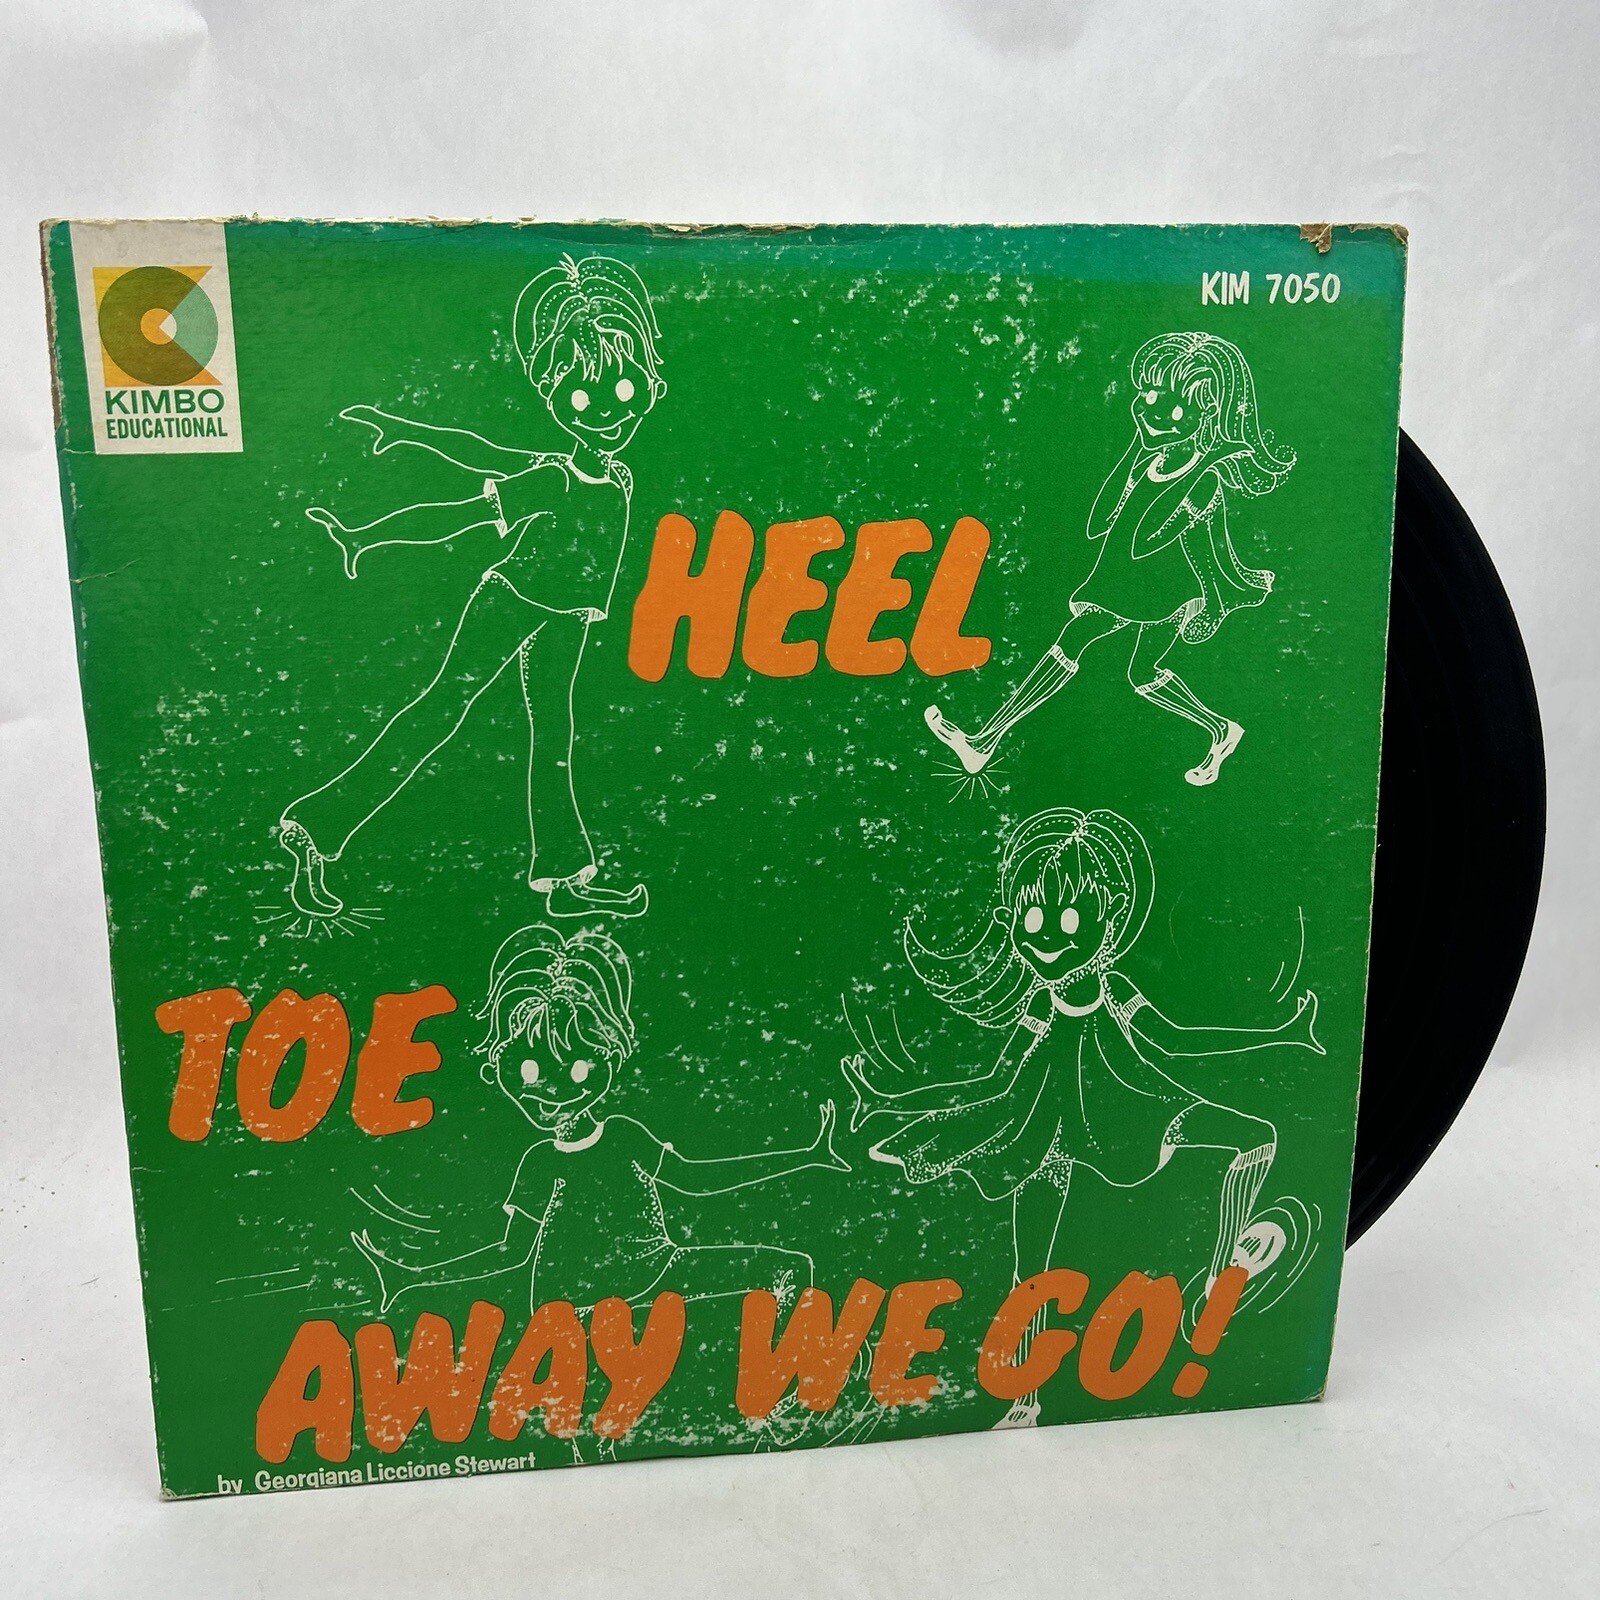 KIMBO
EDUCATIONAL
KIM 7050
HEEL
TOE
AWAY WE GO!
by Georgiana Liccione Stewart